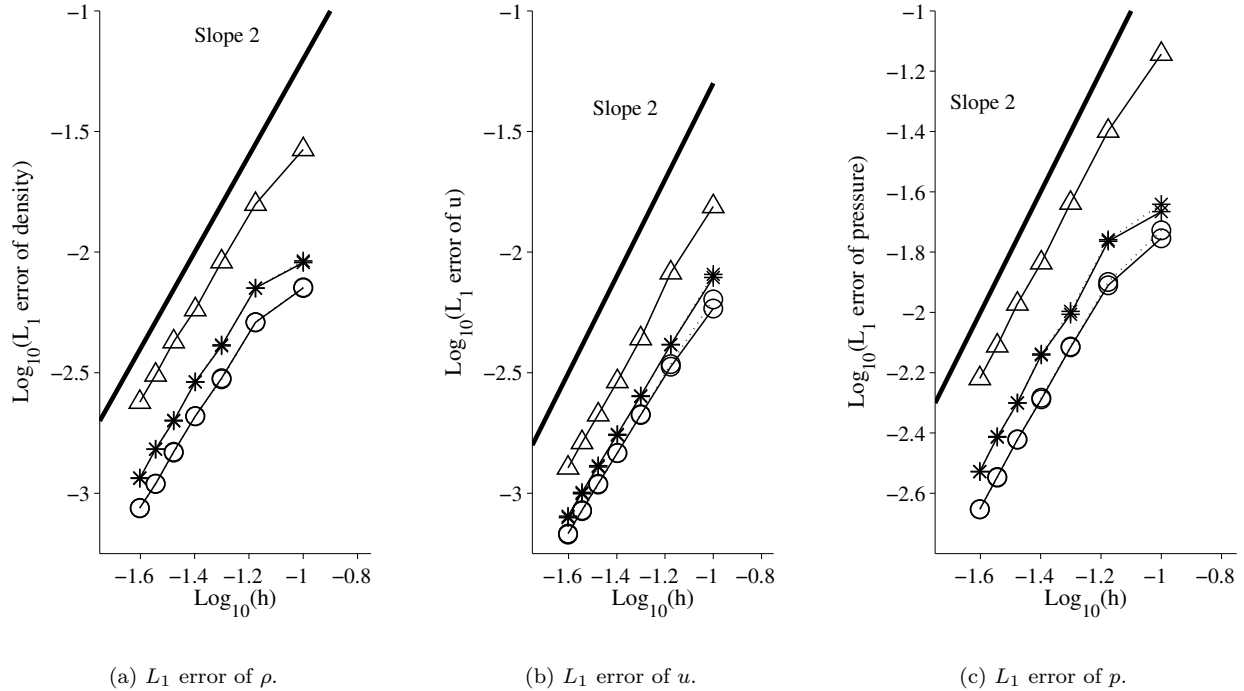 −1
−1.5
−2
−2.5
−3
Slope 2
Log10(L1 error of density)
−1.6 −1.4 −1.2 −1 −0.8
Log10(h)
(a) L1 error of ρ.
−1
−1.5
−2
−2.5
−3
Slope 2
Log10(L1 error of u)
−1.6 −1.4 −1.2 −1 −0.8
Log10(h)
(b) L1 error of u.
−1
−1.2
−1.4
−1.6
−1.8
−2
−2.2
−2.4
−2.6
Slope 2
Log10(L1 error of pressure)
−1.6 −1.4 −1.2 −1 −0.8
Log10(h)
(c) L1 error of p.